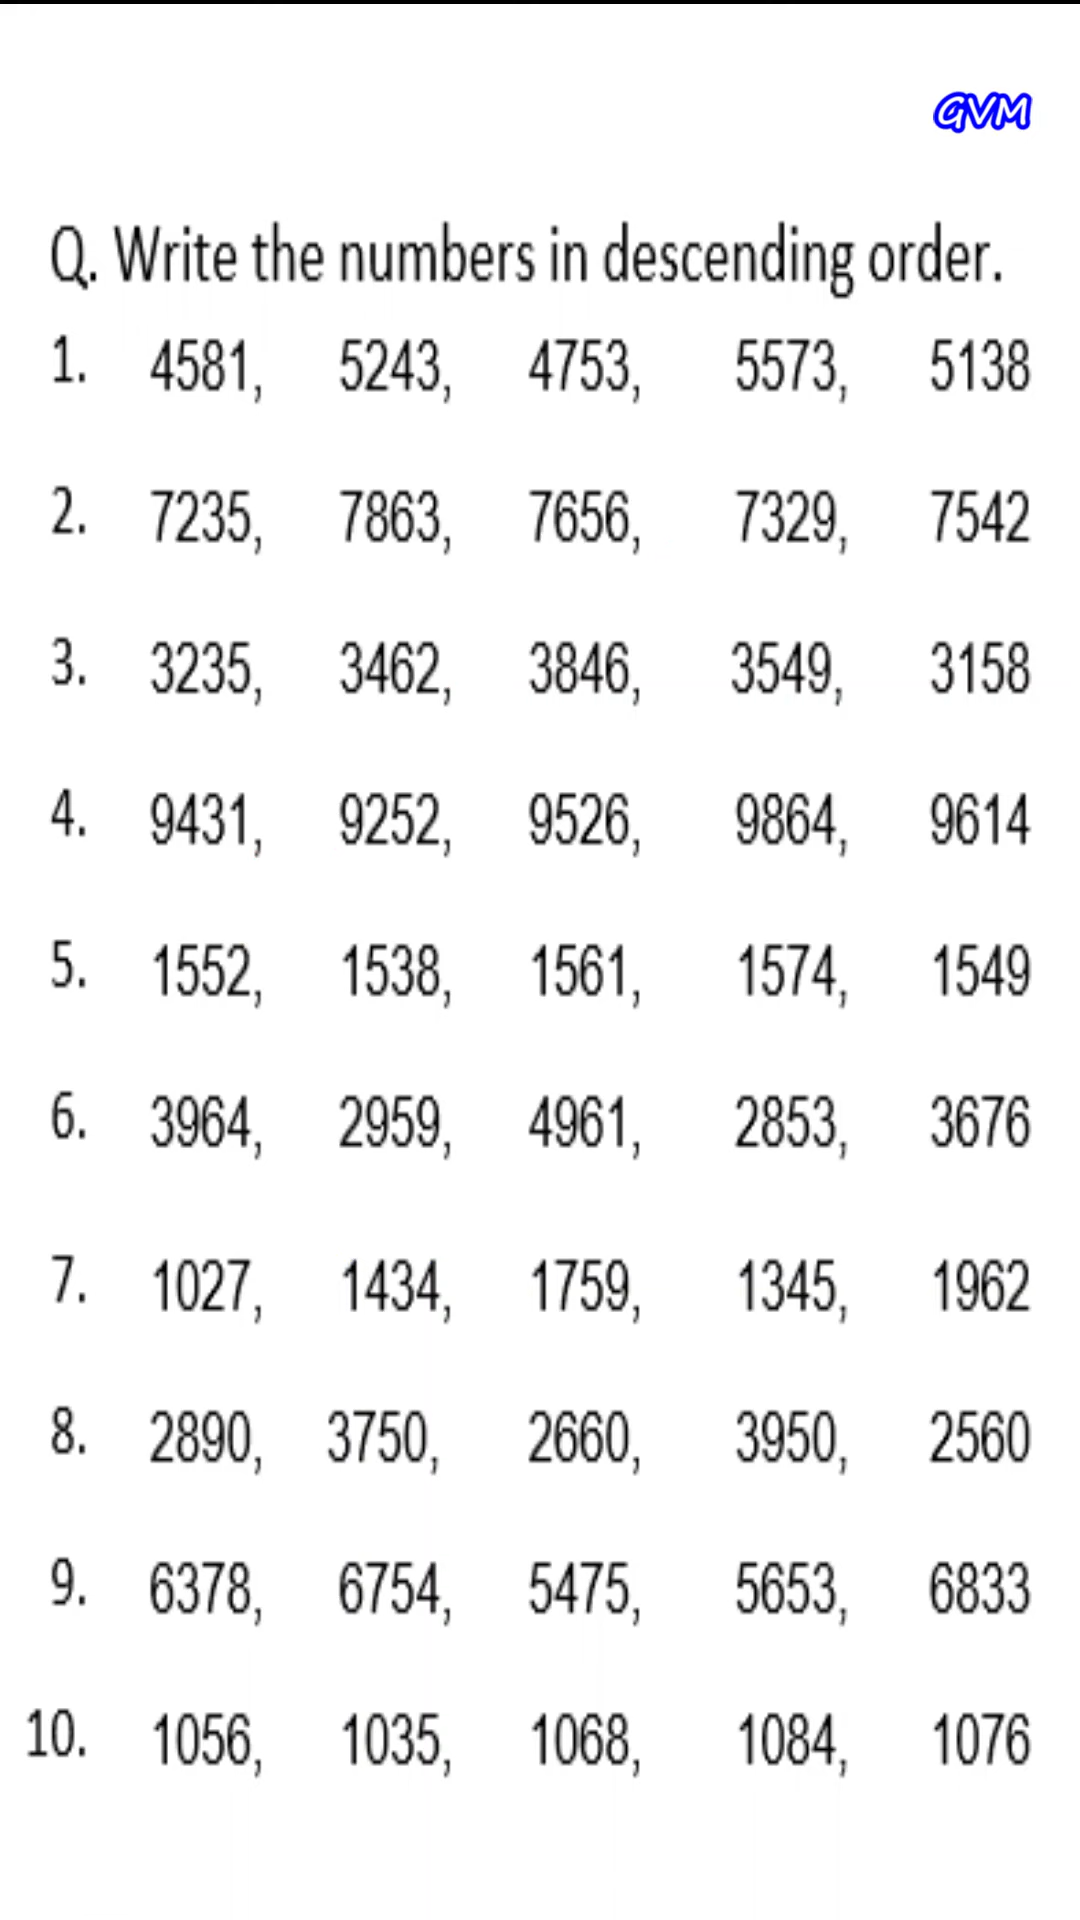 GVM
Q. Write the numbers in descending order.
1. 4581, 5243, 4753, 5573, 5138
2. 7235, 7863, 7656, 7329, 7542
3. 3235, 3462, 3846, 3549, 3158
4. 9431, 9252, 9526, 9864, 9614
5. 1552, 1538, 1561, 1574, 1549
6. 3964, 2959, 4961, 2853, 3676
7. 1027, 1434, 1759, 1345, 1962
8. 2890, 3750, 2660, 3950, 2560
9. 6378, 6754, 5475, 5653, 6833
10. 1056, 1035, 1068, 1084, 1076